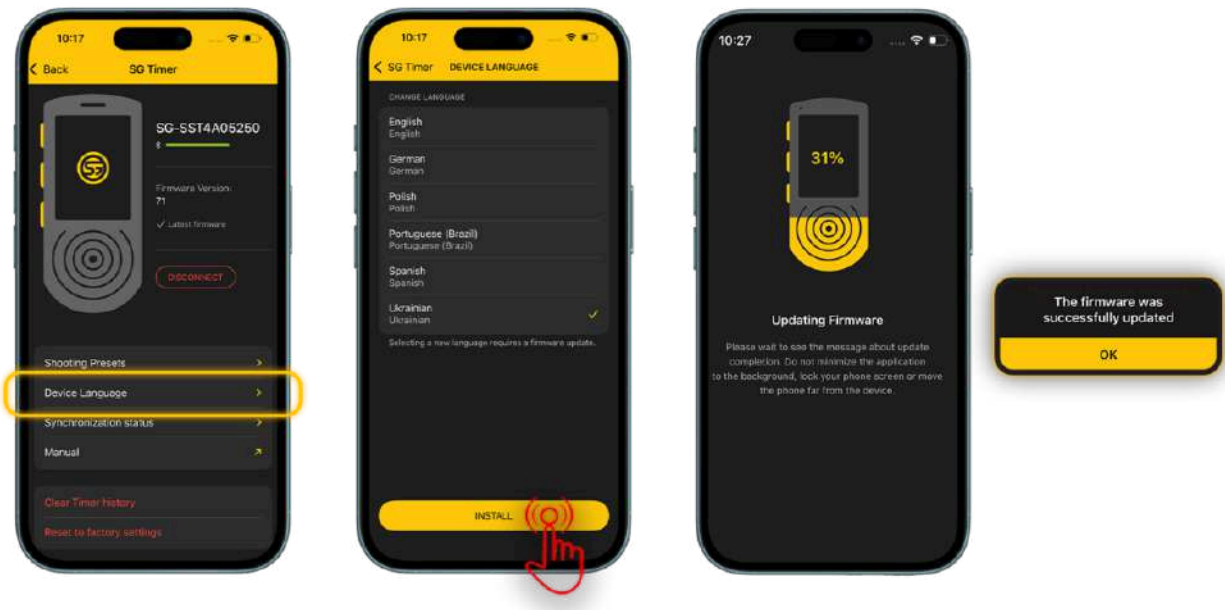 10:17
Back SG Timer
SG-SST4A05250
Firmware Version:
71
Latest firmware
DISCONNECT
Shooting Presets
Device Language
Synchronization status
Manual
Clear Timer history
Reset to factory settings
10:17
SG Timer DEVICE LANGUAGE
CHANGE LANGUAGE
English
English
German
German
Polish
Polish
Portuguese (Brazil)
Portuguese (Brazil)
Spanish
Spanish
Ukrainian
Ukrainian
Selecting a new language requires a firmware update.
INSTALL
10:27
31%
Updating Firmware
Please wait to see the message about update
completion. Do not minimize the application
to the background, lock your phone screen or move
the phone far from the device.
The firmware was
successfully updated
OK